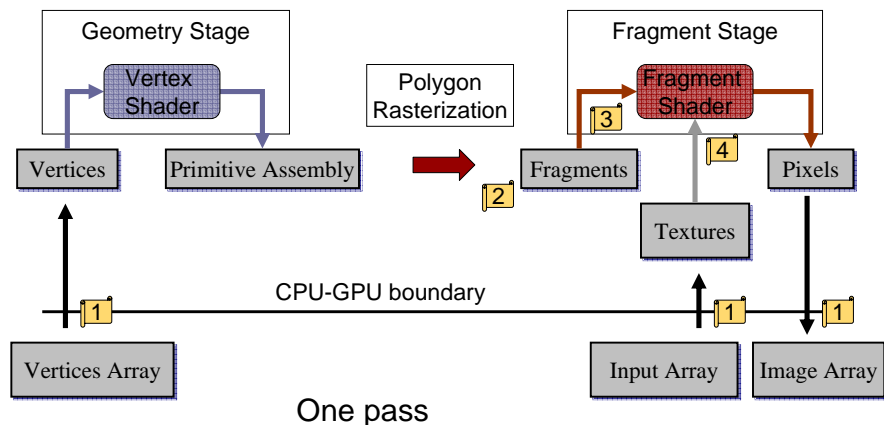 Geometry Stage
Fragment Stage
Vertex
Shader
Polygon
Rasterization
Fragment
Shader
3
4
Vertices
Primitive Assembly
2
Fragments
Pixels
Textures
CPU-GPU boundary
1
1
1
Vertices Array
Input Array
Image Array
One pass